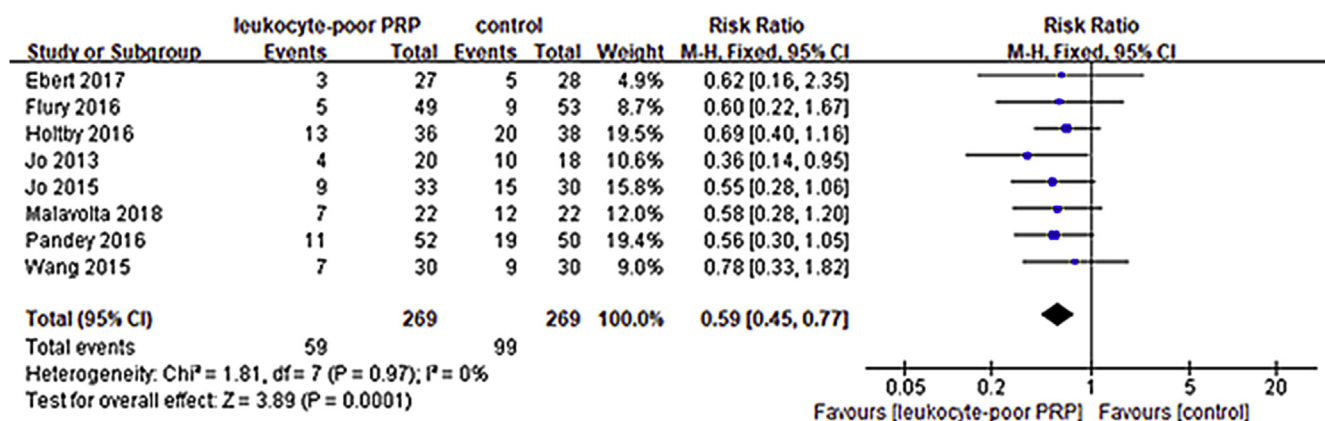 leukocyte-poor PRP control Risk Ratio Risk Ratio
Study or Subgroup Events Total Events Total Weight M-H, Fixed, 95% CI M-H, Fixed, 95% CI
Ebert 2017 3 27 5 28 4.9% 0.62 [0.16, 2.35]
Flury 2016 5 49 9 53 8.7% 0.60 [0.22, 1.67]
Holtby 2016 13 36 20 38 19.5% 0.69 [0.40, 1.16]
Jo 2013 4 20 10 18 10.6% 0.36 [0.14, 0.95]
Jo 2015 9 33 15 30 15.8% 0.55 [0.28, 1.06]
Malavolta 2018 7 22 12 22 12.0% 0.58 [0.28, 1.20]
Pandey 2016 11 52 19 50 19.4% 0.56 [0.30, 1.05]
Wang 2015 7 30 9 30 9.0% 0.78 [0.33, 1.82]
Total (95% CI) 269 269 100.0% 0.59 [0.45, 0.77]
Total events 59 99
Heterogeneity: Chi² = 1.81, df = 7 (P = 0.97); I² = 0%
Test for overall effect: Z = 3.89 (P = 0.0001)
0.05 0.2 1 5 20
Favours [leukocyte-poor PRP] Favours [control]